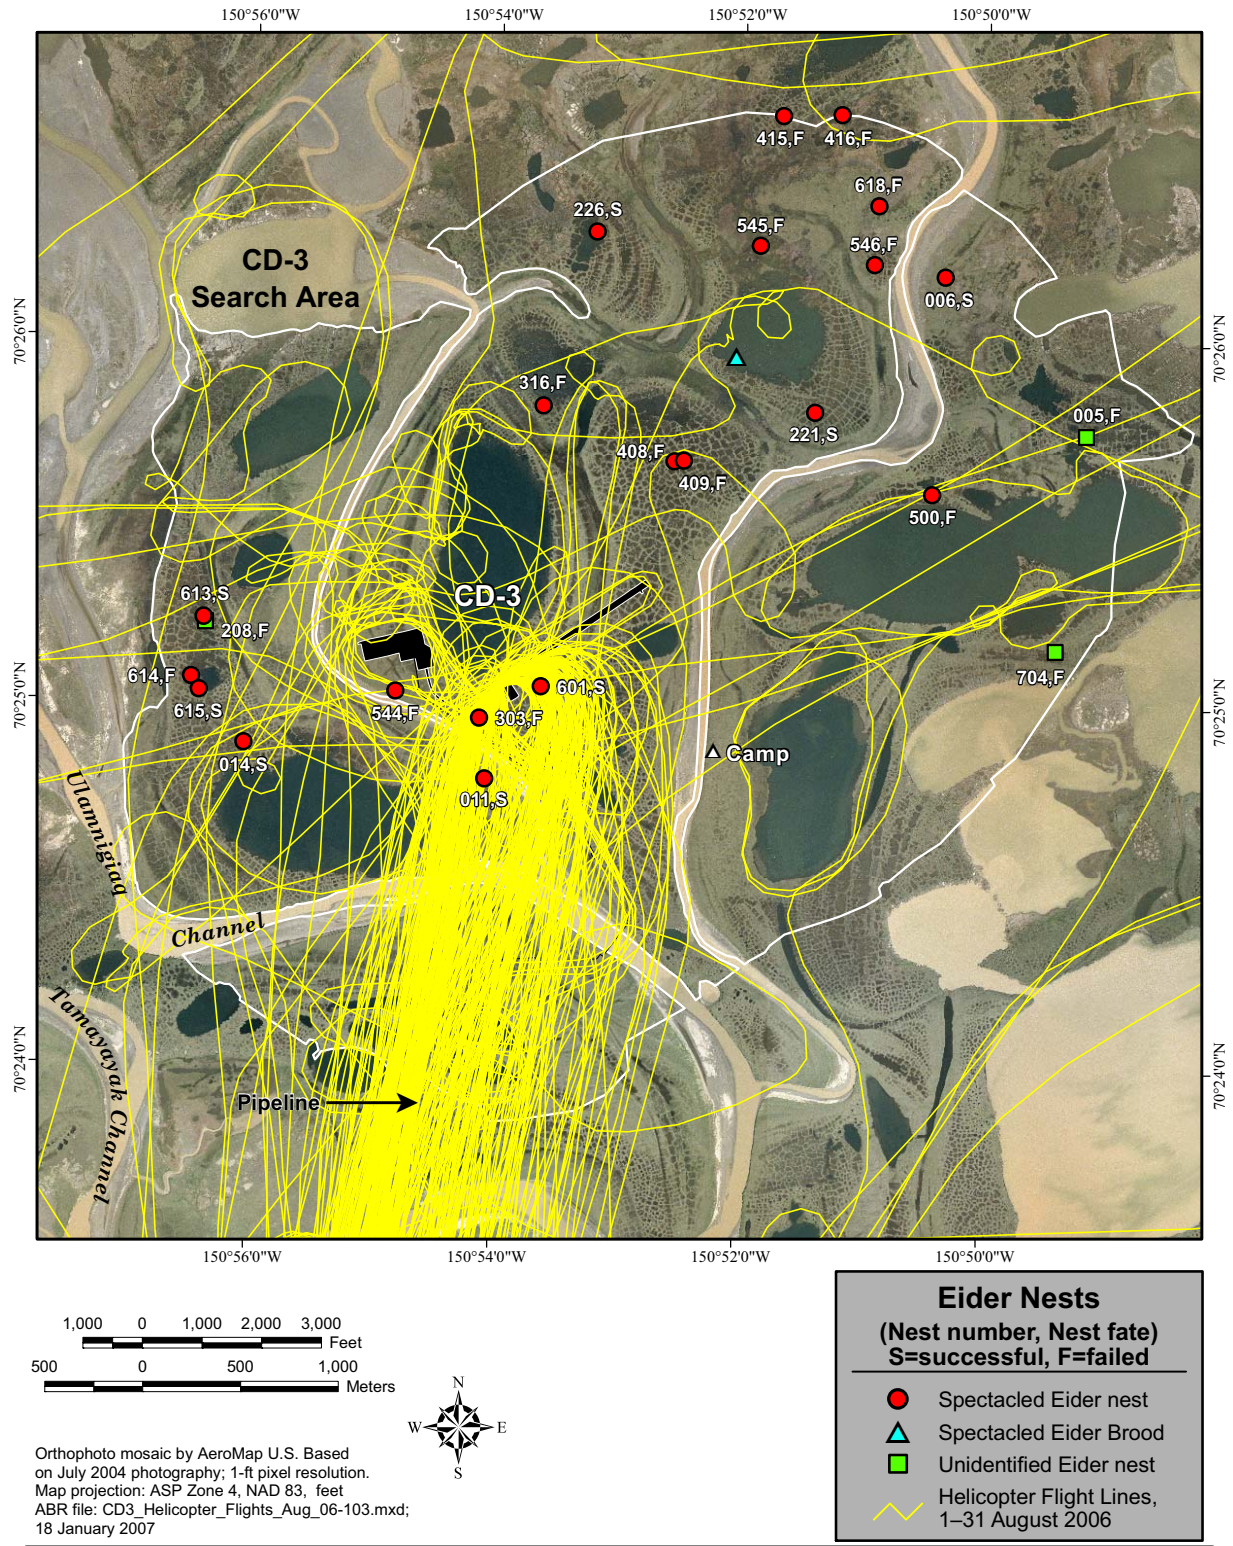 150°56'0"W
150°54'0"W
150°52'0"W
150°50'0"W
415,F
416,F
618,F
226,S
545,F
546,F
006,S
CD-3
Search Area
70°26'0"N
70°26'0"N
316,F
005,F
221,S
408,F
409,F
500,F
CD-3
613,S
208,F
614,F
615,S
544,F
303,F
601,S
704,F
70°25'0"N
70°25'0"N
014,S
011,S
Camp
Ulamnigiaq
Channel
Tamayayak Channel
70°24'0"N
70°24'0"N
Pipeline
150°56'0"W
150°54'0"W
150°52'0"W
150°50'0"W
1,000 0 1,000 2,000 3,000
Feet
500 0 500 1,000
Meters
N
W E
S
Orthophoto mosaic by AeroMap U.S. Based
on July 2004 photography; 1-ft pixel resolution.
Map projection: ASP Zone 4, NAD 83, feet
ABR file: CD3_Helicopter_Flights_Aug_06-103.mxd;
18 January 2007
Eider Nests
(Nest number, Nest fate)
S=successful, F=failed
Spectacled Eider nest
Spectacled Eider Brood
Unidentified Eider nest
Helicopter Flight Lines,
1–31 August 2006